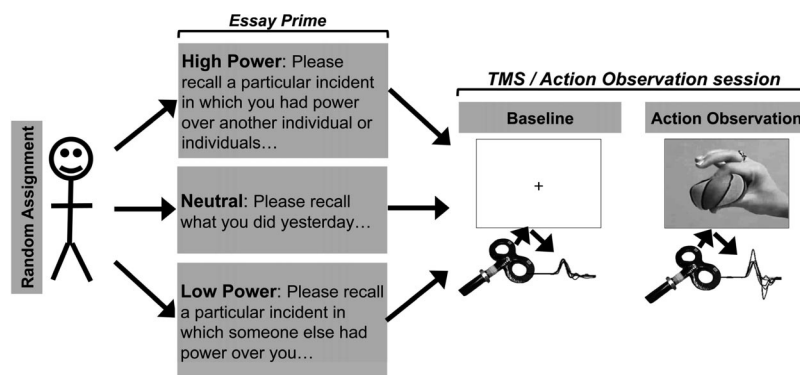 Essay Prime
High Power: Please
recall a particular incident
in which you had power
over another individual or
individuals…
Neutral: Please recall
what you did yesterday…
Low Power: Please recall
a particular incident in
which someone else had
power over you…
Random Assignment
TMS / Action Observation session
Baseline
Action Observation
+